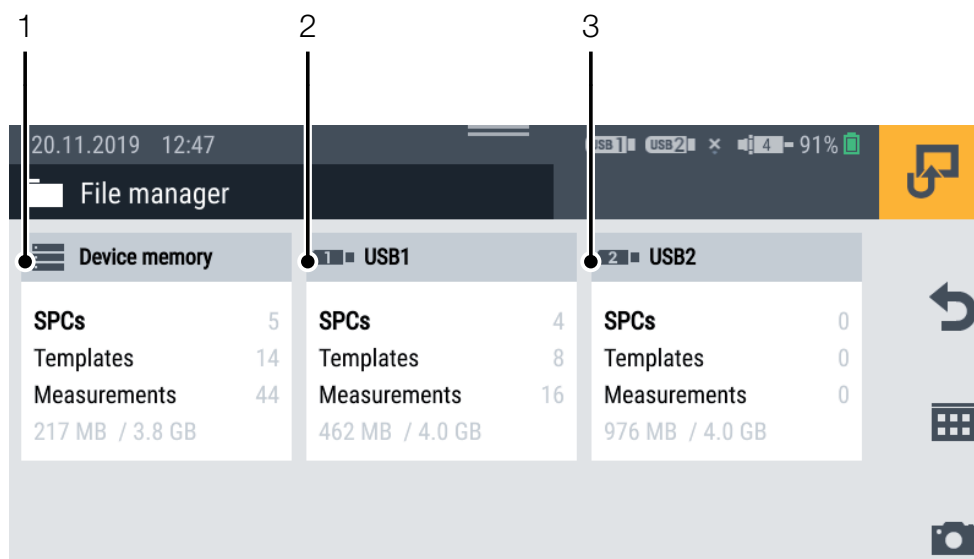 1 2 3
20.11.2019 12:47 USB 1 USB 2 4 91%
File manager
Device memory
SPCs 5
Templates 14
Measurements 44
217 MB / 3.8 GB
1 USB1
SPCs 4
Templates 8
Measurements 16
462 MB / 4.0 GB
2 USB2
SPCs 0
Templates 0
Measurements 0
976 MB / 4.0 GB